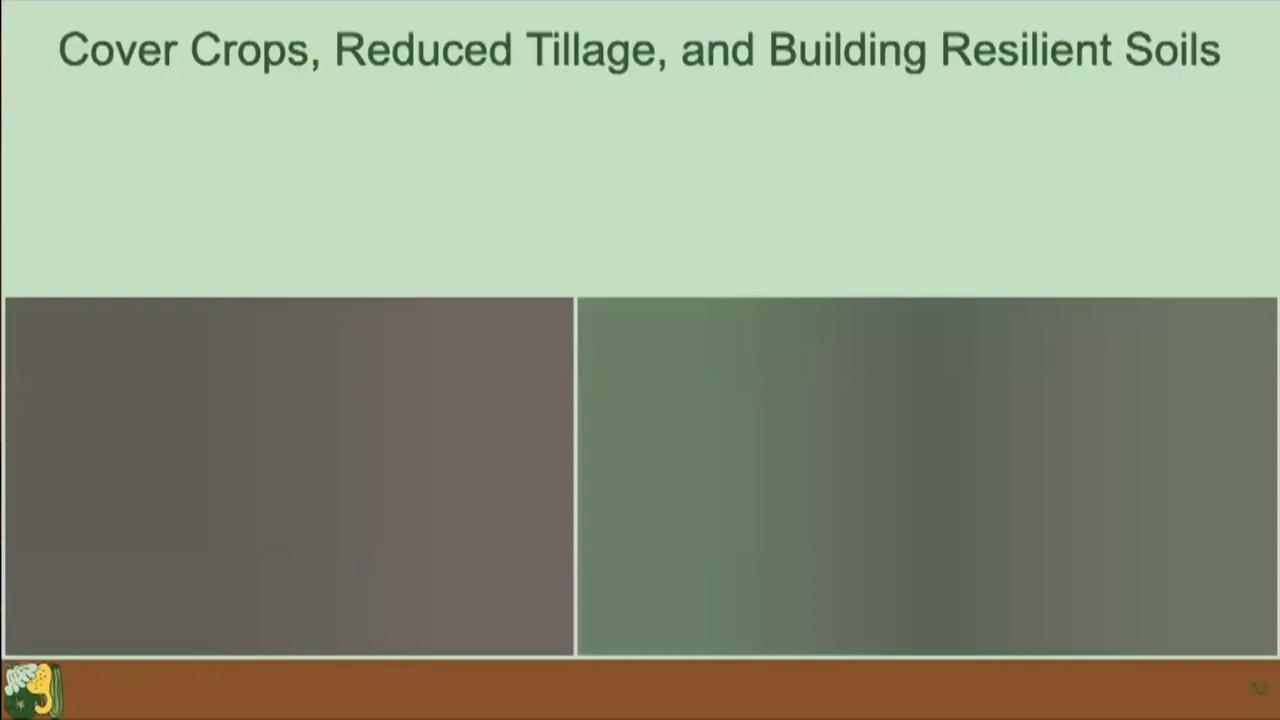 Cover Crops, Reduced Tillage, and Building Resilient Soils